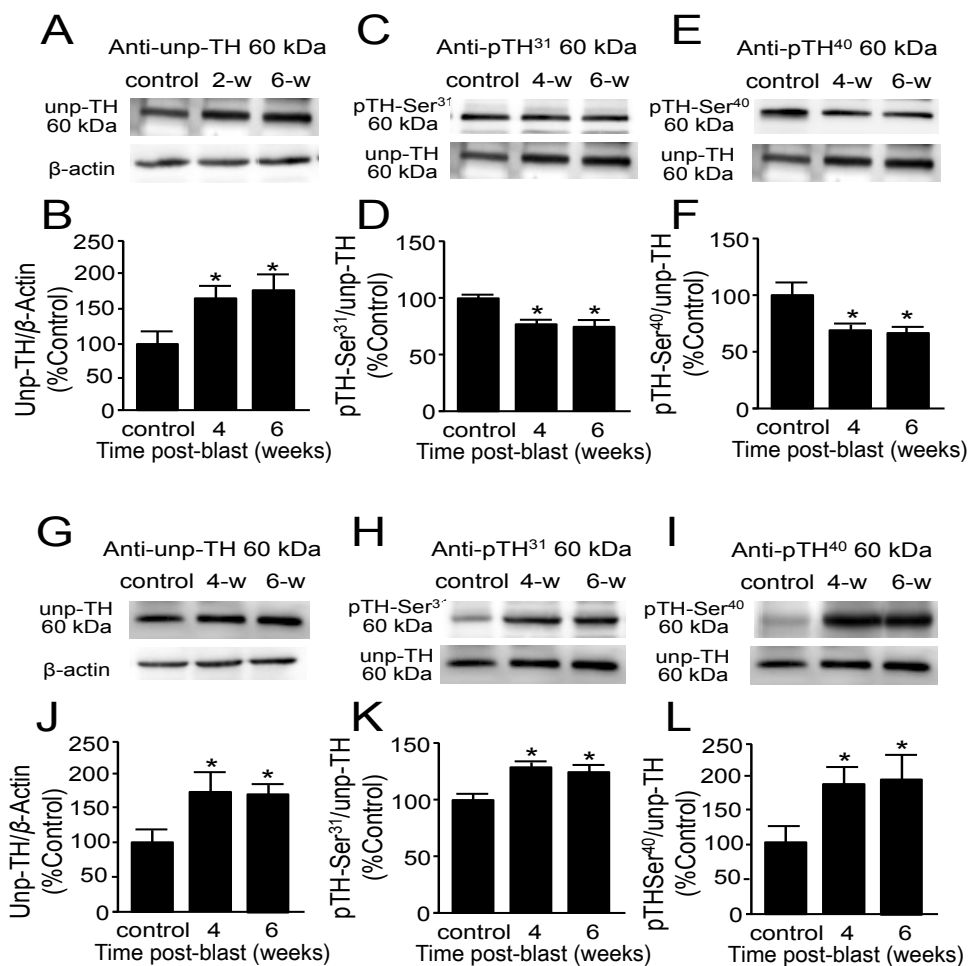 A
Anti-unp-TH 60 kDa
control 2-w 6-w
unp-TH
60 kDa
β-actin
C
Anti-pTH³¹ 60 kDa
control 4-w 6-w
pTH-Ser³¹
60 kDa
unp-TH
60 kDa
E
Anti-pTH⁴⁰ 60 kDa
control 4-w 6-w
pTH-Ser⁴⁰
60 kDa
unp-TH
60 kDa
B
Unp-TH/β-Actin
(%Control)
250
200
150
100
50
0
* *
control 4 6
Time post-blast (weeks)
D
pTH-Ser³¹/unp-TH
(%Control)
150
100
50
0
* *
control 4 6
Time post-blast (weeks)
F
pTH-Ser⁴⁰/unp-TH
(%Control)
150
100
50
0
* *
control 4 6
Time post-blast (weeks)
G
Anti-unp-TH 60 kDa
control 4-w 6-w
unp-TH
60 kDa
β-actin
H
Anti-pTH³¹ 60 kDa
control 4-w 6-w
pTH-Ser³¹
60 kDa
unp-TH
60 kDa
I
Anti-pTH⁴⁰ 60 kDa
control 4-w 6-w
pTH-Ser⁴⁰
60 kDa
unp-TH
60 kDa
J
Unp-TH/β-Actin
(%Control)
250
200
150
100
50
0
* *
control 4 6
Time post-blast (weeks)
K
pTH-Ser³¹/unp-TH
(%Control)
150
100
50
0
* *
control 4 6
Time post-blast (weeks)
L
pTHSer⁴⁰/unp-TH
(%Control)
250
200
150
100
50
0
* *
control 4 6
Time post-blast (weeks)